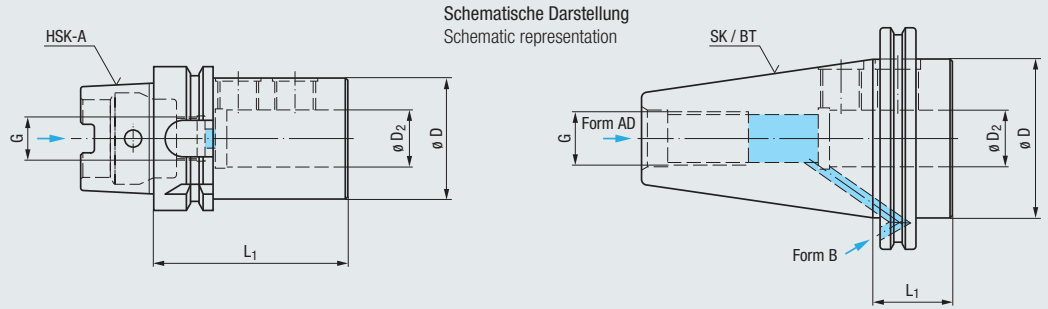 Schematische Darstellung
Schematic representation
HSK-A
G
ø D₂
ø D
L₁
SK / BT
G
Form AD
ø D₂
ø D
Form B
L₁